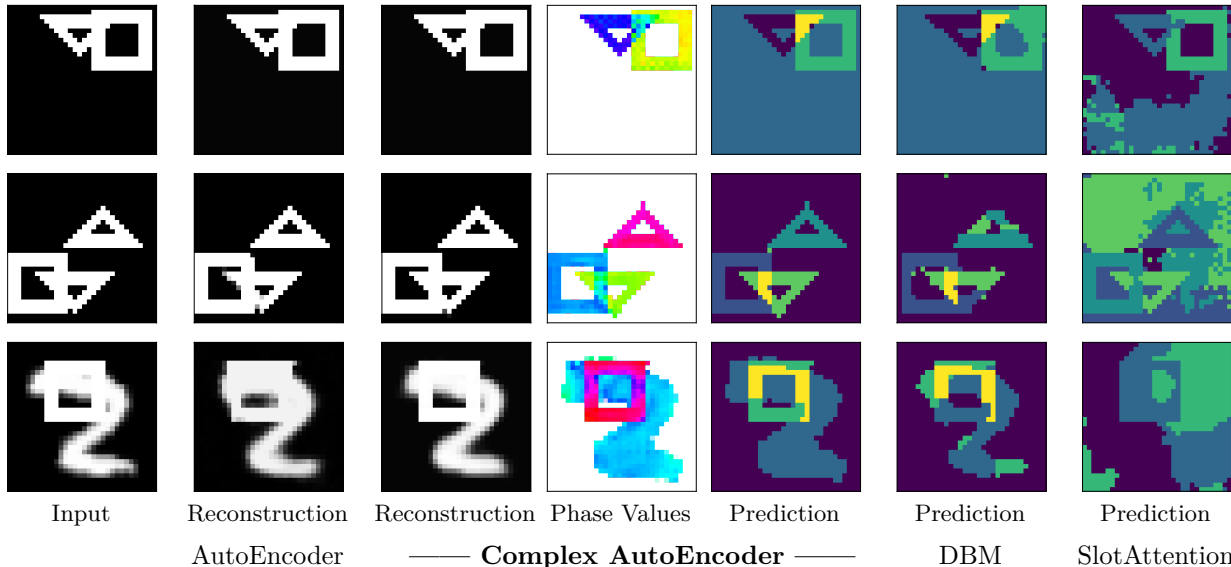 Input Reconstruction Reconstruction Phase Values Prediction Prediction Prediction
AutoEncoder —— Complex AutoEncoder —— DBM SlotAttention